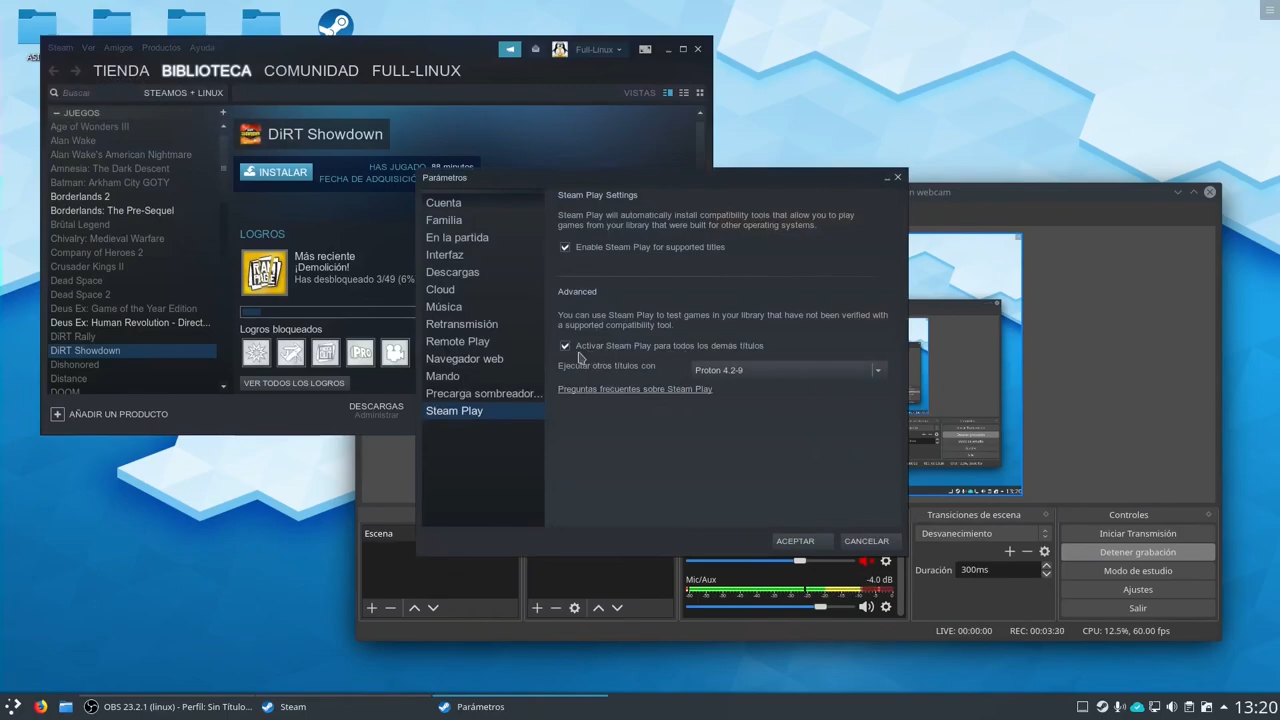 Steam Ver Amigos Productos Ayuda
Full-Linux
TIENDA BIBLIOTECA COMUNIDAD FULL-LINUX
Buscar STEAMOS + LINUX
VISTAS
JUEGOS
Age of Wonders III
Alan Wake
Alan Wake's American Nightmare
Amnesia: The Dark Descent
Batman: Arkham City GOTY
Borderlands 2
Borderlands: The Pre-Sequel
Brütal Legend
Chivalry: Medieval Warfare
Company of Heroes 2
Crusader Kings II
Dead Space
Dead Space 2
Deus Ex: Game of the Year Edition
Deus Ex: Human Revolution - Direct...
DiRT Rally
DiRT Showdown
Dishonored
Distance
DOOM
AÑADIR UN PRODUCTO
DiRT Showdown
INSTALAR
HAS JUGADO 88 minutos
FECHA DE ADQUISICIÓ
LOGROS
Más reciente
¡Demolición!
Has desbloqueado 3/49 (6%
Logros bloqueados
VER TODOS LOS LOGROS
DESCARGAS
Administrar
Parámetros
Cuenta
Familia
En la partida
Interfaz
Descargas
Cloud
Música
Retransmisión
Remote Play
Navegador web
Mando
Precarga sombreador...
Steam Play
Steam Play Settings
Steam Play will automatically install compatibility tools that allow you to play
games from your library that were built for other operating systems.
Enable Steam Play for supported titles
Advanced
You can use Steam Play to test games in your library that have not been verified with
a supported compatibility tool.
Activar Steam Play para todos los demás títulos
Ejecutar otros títulos con Proton 4.2-9
Preguntas frecuentes sobre Steam Play
ACEPTAR CANCELAR
n webcam
Escena
Mic/Aux -4.0 dB
Transiciones de escena
Desvanecimiento
Duración 300ms
Controles
Iniciar Transmisión
Detener grabación
Modo de estudio
Ajustes
Salir
LIVE: 00:00:00 REC: 00:03:30 CPU: 12.5%, 60.00 fps
OBS 23.2.1 (linux) - Perfil: Sin Título...
Steam
Parámetros
13:20